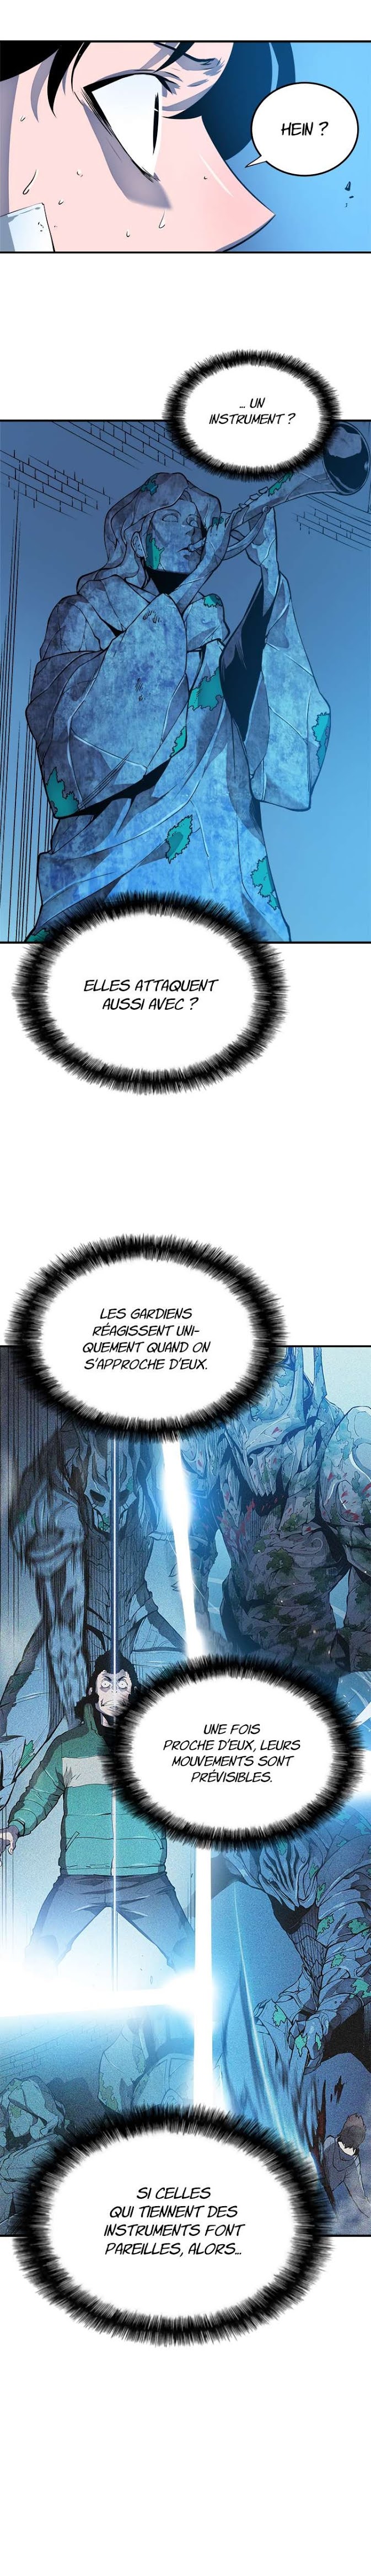 HEIN ?
... UN
INSTRUMENT ?
ELLES ATTAQUENT
AUSSI AVEC ?
LES GARDIENS
RÉAGISSENT UNI-
QUEMENT QUAND ON
S'APPROCHE D'EUX.
UNE FOIS
PROCHE D'EUX, LEURS
MOUVEMENTS SONT
PRÉVISIBLES.
SI CELLES
QUI TIENNENT DES
INSTRUMENTS FONT
PAREILLES, ALORS...